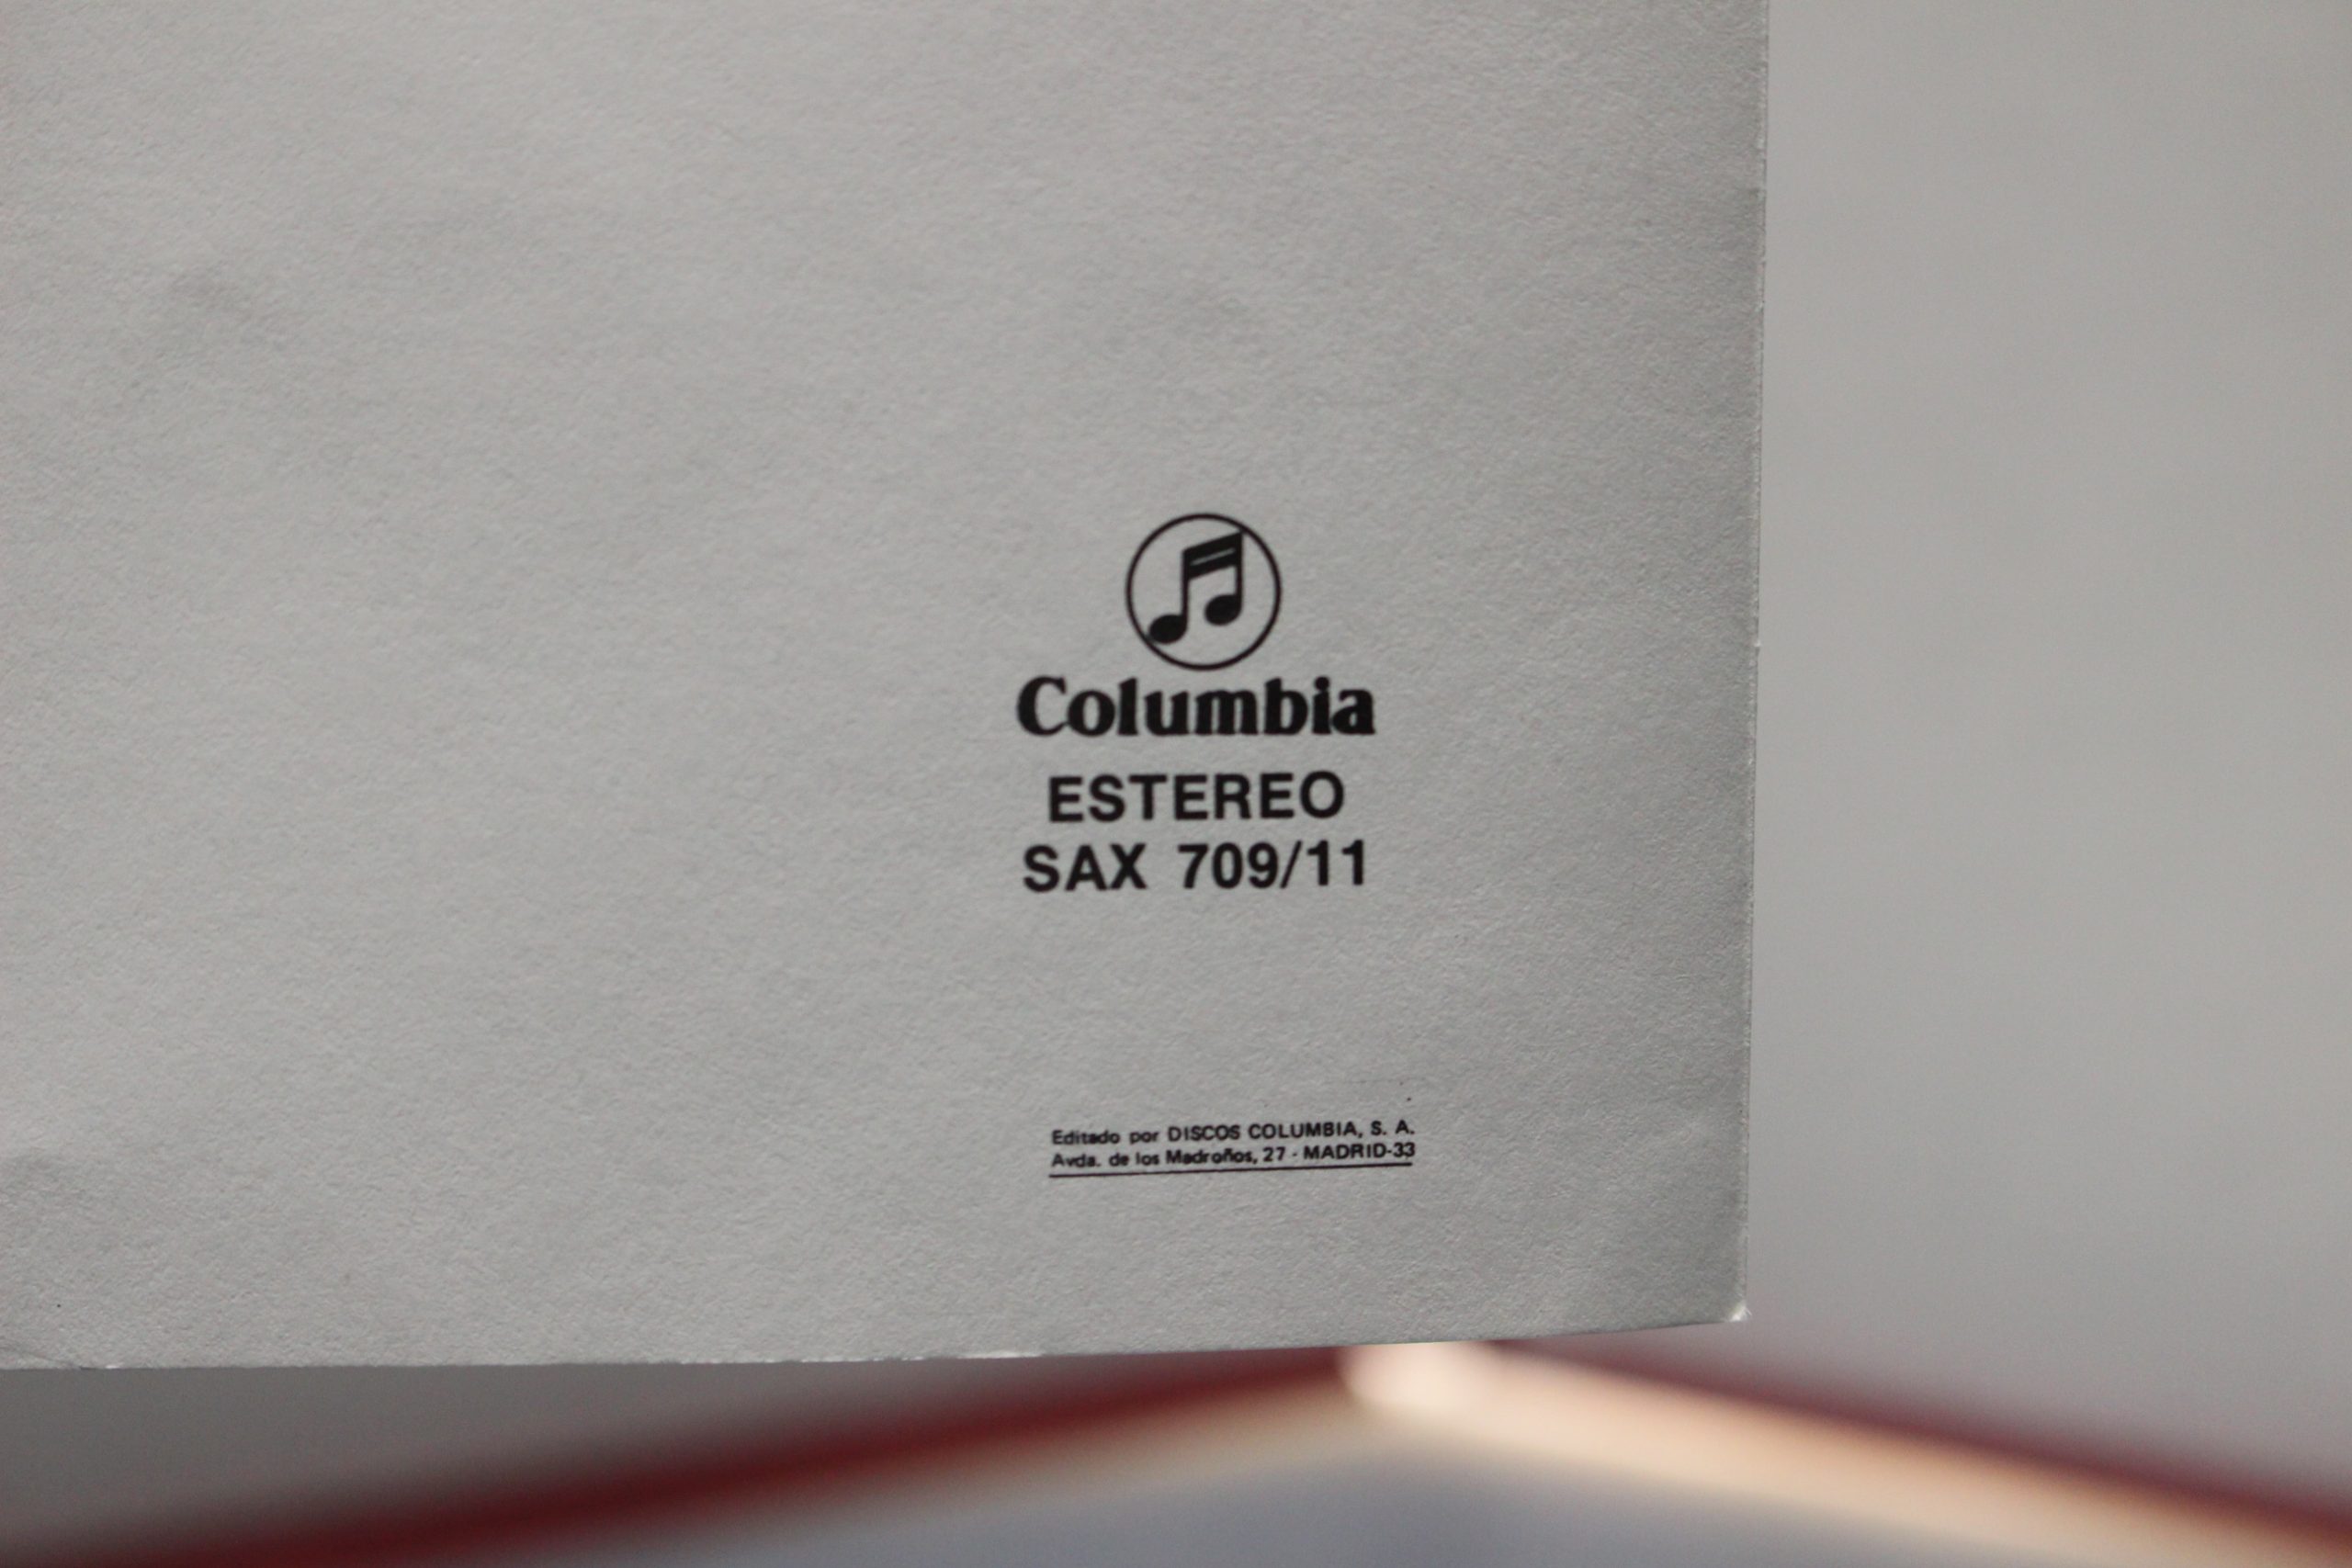 Columbia
ESTEREO
SAX 709/11
Editado por DISCOS COLUMBIA, S. A.
Avda. de los Madroños, 27 - MADRID-33